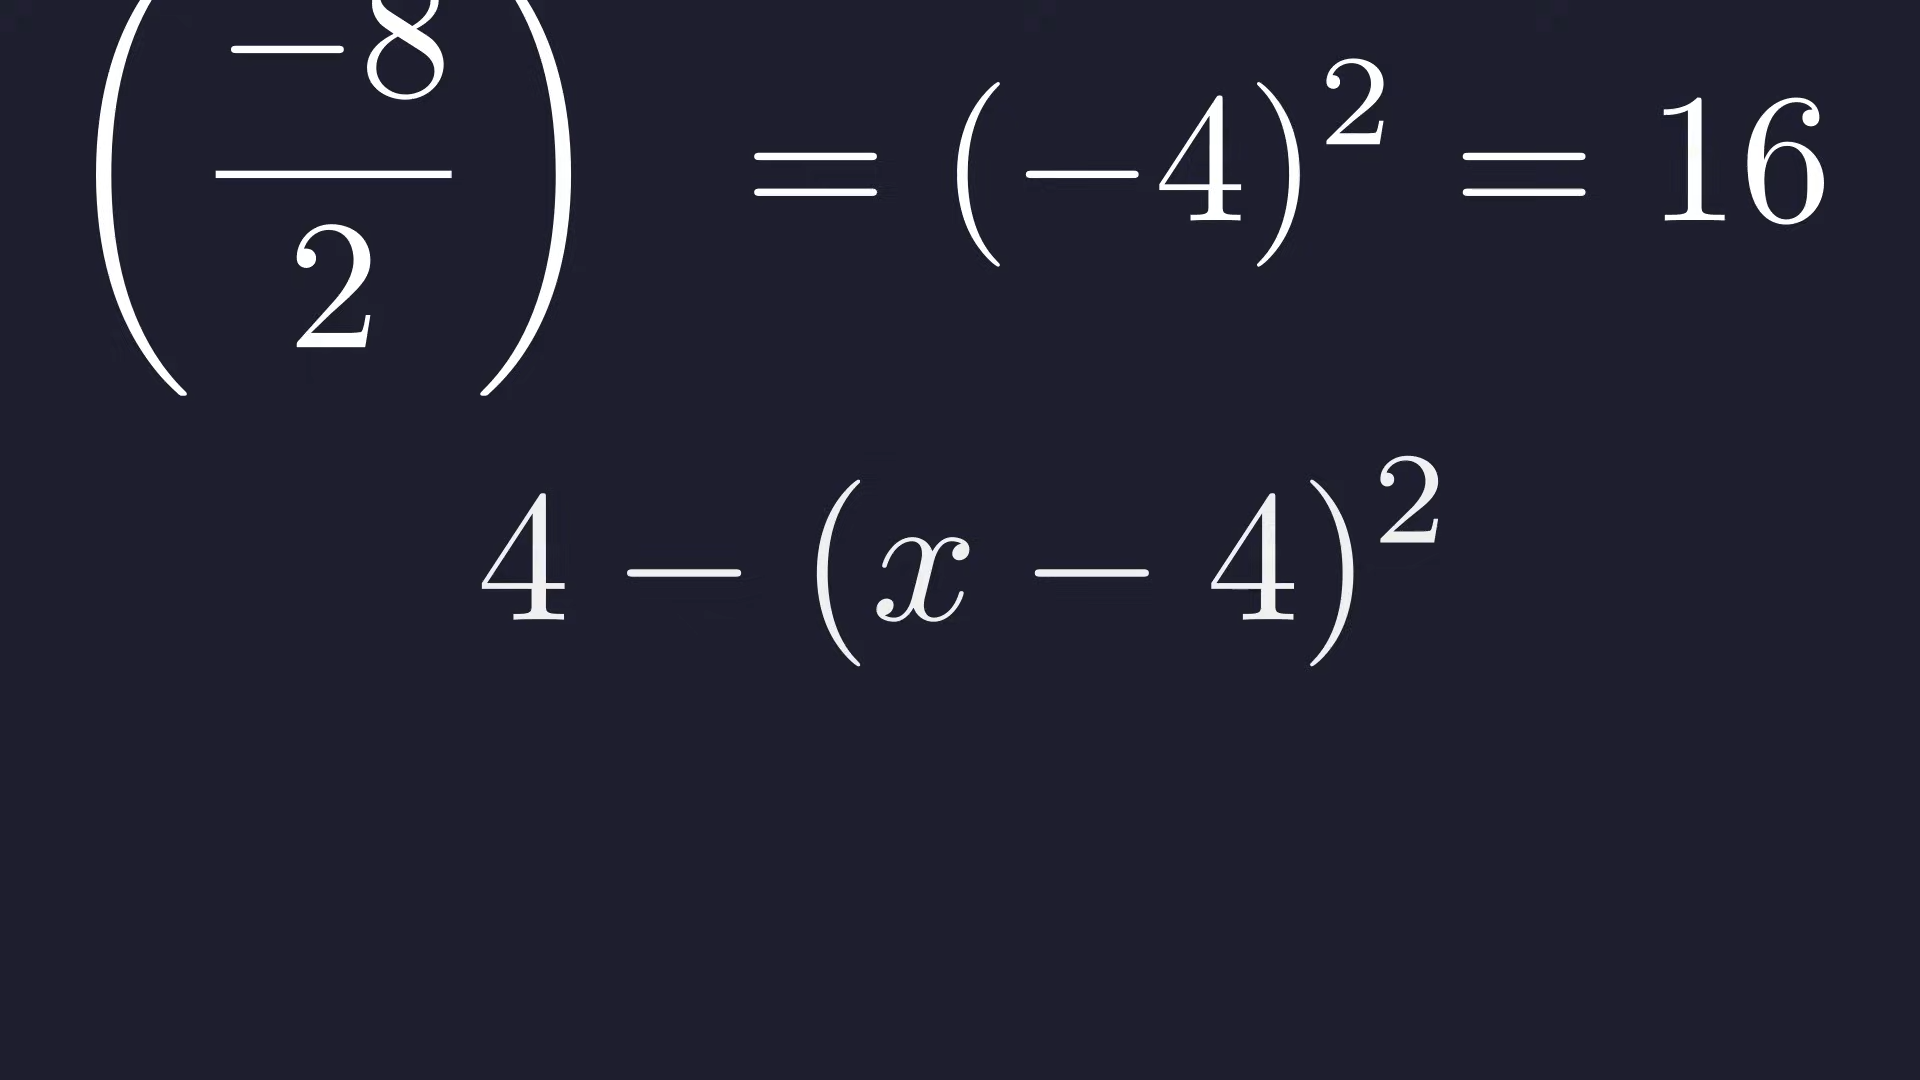 (−8/2) = (−4)² = 16
4 − (x − 4)²